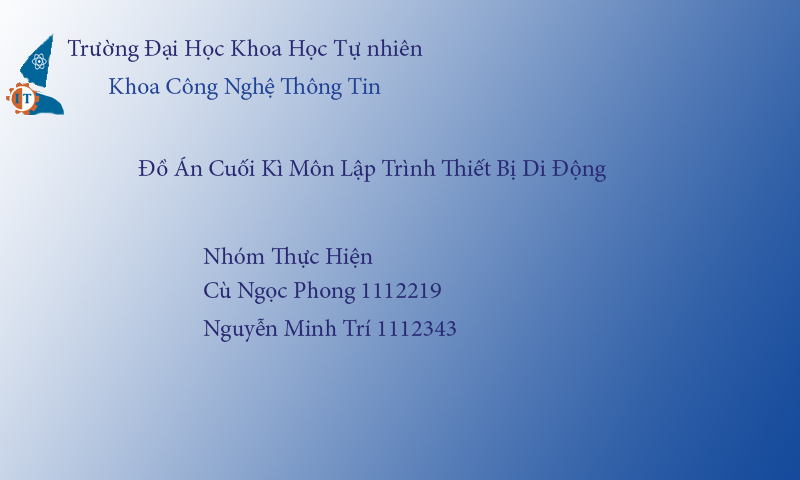 Trường Đại Học Khoa Học Tự nhiên
Khoa Công Nghệ Thông Tin
IT
Đồ Án Cuối Kì Môn Lập Trình Thiết Bị Di Động
Nhóm Thực Hiện
Cù Ngọc Phong 1112219
Nguyễn Minh Trí 1112343